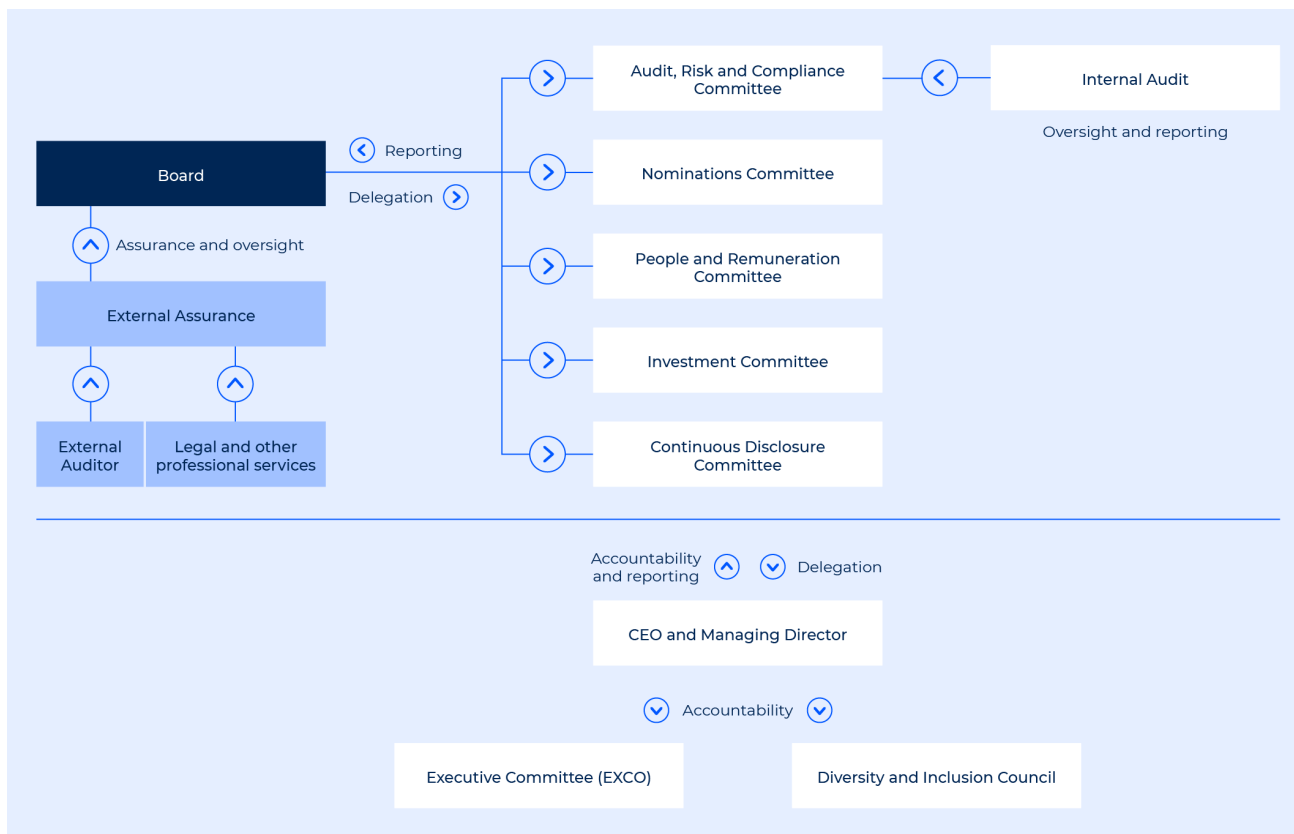 Board
Reporting
Delegation
Assurance and oversight
External Assurance
External
Auditor
Legal and other
professional services
Audit, Risk and Compliance
Committee
Nominations Committee
People and Remuneration
Committee
Investment Committee
Continuous Disclosure
Committee
Internal Audit
Oversight and reporting
Accountability
and reporting
Delegation
CEO and Managing Director
Accountability
Executive Committee (EXCO)
Diversity and Inclusion Council